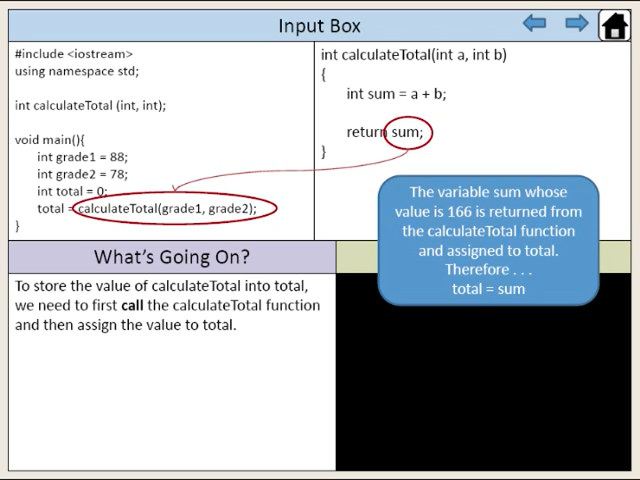 Input Box
#include <iostream>
using namespace std;
int calculateTotal (int, int);
void main(){
int grade1 = 88;
int grade2 = 78;
int total = 0;
total = calculateTotal(grade1, grade2);
}
int calculateTotal(int a, int b)
{
int sum = a + b;
return sum;
}
The variable sum whose
value is 166 is returned from
the calculateTotal function
and assigned to total.
Therefore . . .
total = sum
What's Going On?
To store the value of calculateTotal into total,
we need to first call the calculateTotal function
and then assign the value to total.